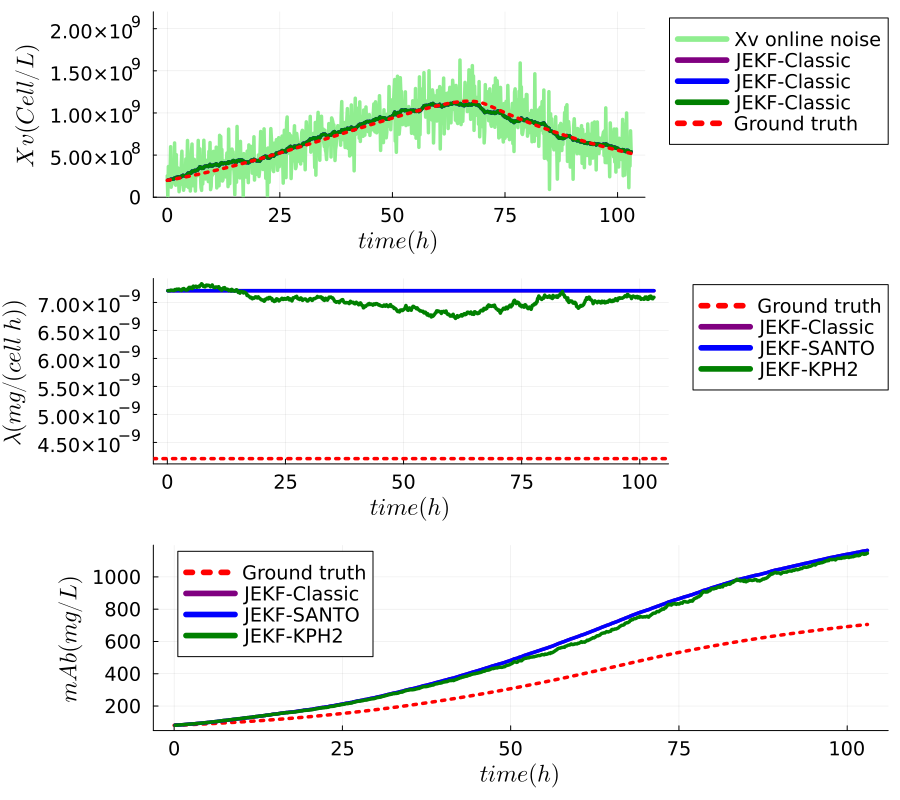 2.00×10⁹
1.50×10⁹
1.00×10⁹
5.00×10⁸
0
Xv(Cell/L)
0 25 50 75 100
time(h)
Xv online noise
JEKF-Classic
JEKF-Classic
JEKF-Classic
Ground truth
7.00×10⁻⁹
6.50×10⁻⁹
6.00×10⁻⁹
5.50×10⁻⁹
5.00×10⁻⁹
4.50×10⁻⁹
λ(mg/(cell h))
0 25 50 75 100
time(h)
Ground truth
JEKF-Classic
JEKF-SANTO
JEKF-KPH2
1000
800
600
400
200
mAb(mg/L)
0 25 50 75 100
time(h)
Ground truth
JEKF-Classic
JEKF-SANTO
JEKF-KPH2